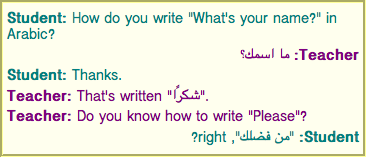 Student: How do you write "What's your name?" in
Arabic?
Teacher: ما اسمك؟
Student: Thanks.
Teacher: That's written "شكرًا".
Teacher: Do you know how to write "Please"?
Student: "من فضلك", right?